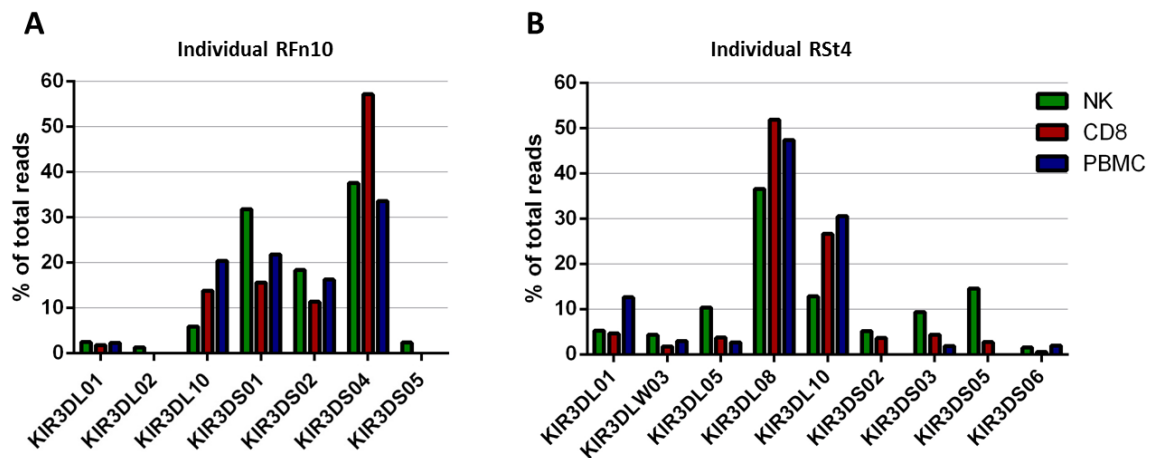 A
Individual RFn10
% of total reads
60
50
40
30
20
10
0
KIR3DL01
KIR3DL02
KIR3DL10
KIR3DS01
KIR3DS02
KIR3DS04
KIR3DS05
B
Individual RSt4
% of total reads
60
50
40
30
20
10
0
KIR3DL01
KIR3DLW03
KIR3DL05
KIR3DL08
KIR3DL10
KIR3DS02
KIR3DS03
KIR3DS05
KIR3DS06
NK
CD8
PBMC